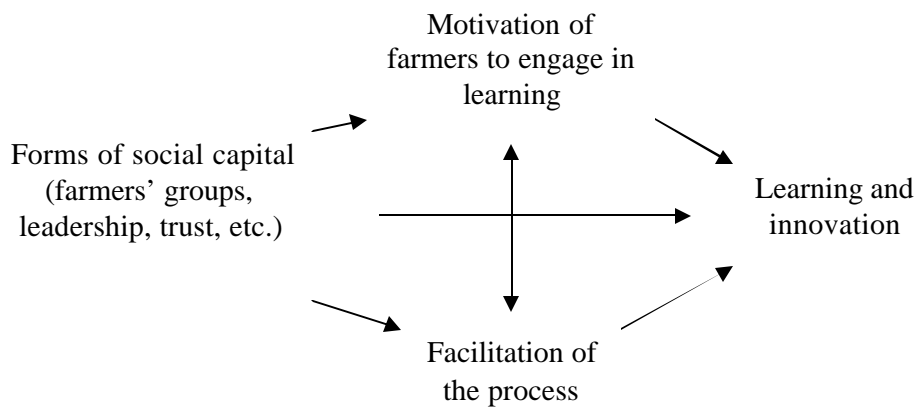 Motivation of
farmers to engage in
learning
Forms of social capital
(farmers’ groups,
leadership, trust, etc.)
Learning and
innovation
Facilitation of
the process